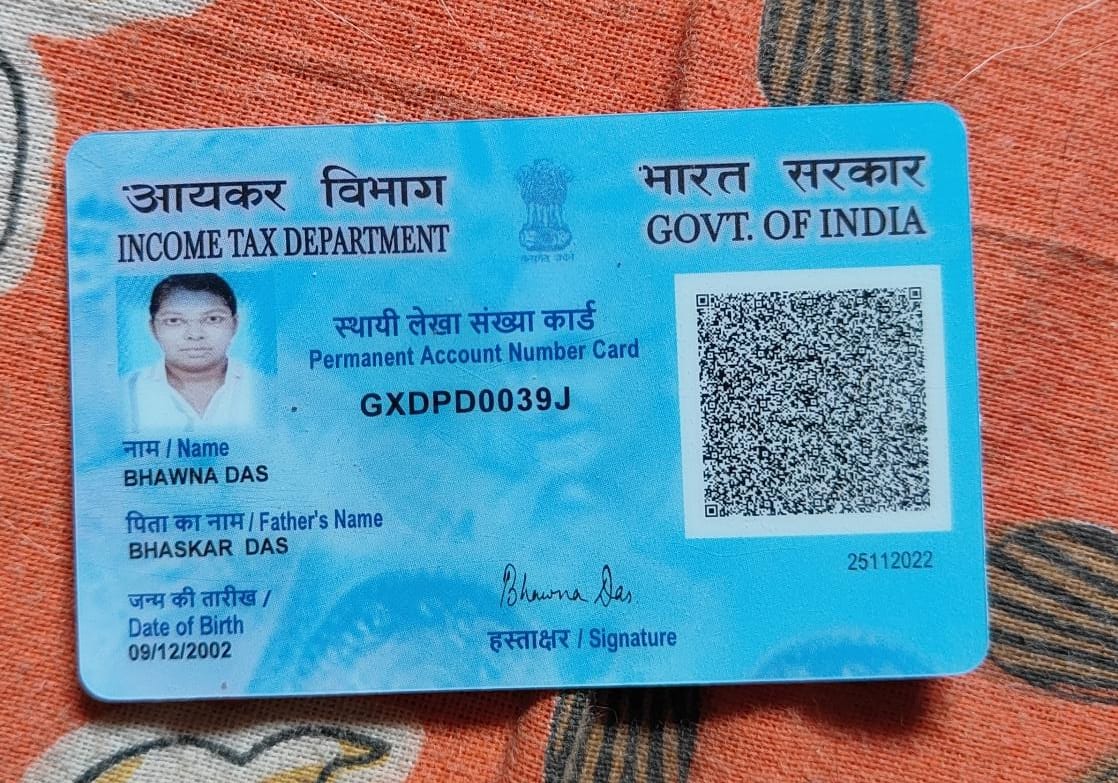 आयकर विभाग
INCOME TAX DEPARTMENT
भारत सरकार
GOVT. OF INDIA
सत्यमेव जयते
स्थायी लेखा संख्या कार्ड
Permanent Account Number Card
GXDPD0039J
नाम / Name
BHAWNA DAS
पिता का नाम / Father's Name
BHASKAR DAS
जन्म की तारीख /
Date of Birth
09/12/2002
Bhawna Das.
हस्ताक्षर / Signature
25112022